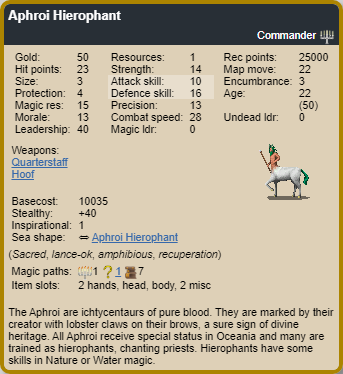 Aphroi Hierophant
Commander
Gold: 50 Resources: 1 Rec points: 25000
Hit points: 23 Strength: 14 Map move: 22
Size: 3 Attack skill: 10 Encumbrance: 3
Protection: 4 Defence skill: 16 Age: 22
Magic res: 15 Precision: 13 (50)
Morale: 13 Combat speed: 28 Undead ldr: 0
Leadership: 40 Magic ldr: 0
Weapons:
Quarterstaff
Hoof
Basecost: 10035
Stealthy: +40
Inspirational: 1
Sea shape: ⇔ Aphroi Hierophant
(Sacred, lance-ok, amphibious, recuperation)
Magic paths: 1 ? 1 7
Item slots: 2 hands, head, body, 2 misc
The Aphroi are ichtycentaurs of pure blood. They are marked by their
creator with lobster claws on their brows, a sure sign of divine
heritage. All Aphroi receive special status in Oceania and many are
trained as hierophants, chanting priests. Hierophants have some
skills in Nature or Water magic.